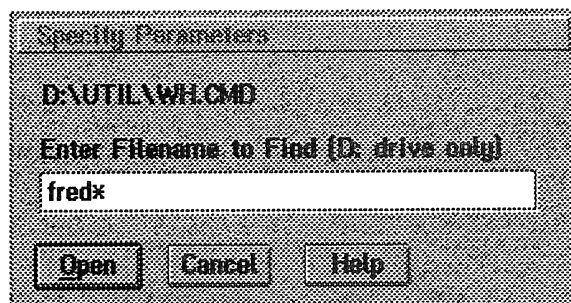 Specify Parameters
D:\UTIL\WH.CMD
Enter Filename to Find (D: drive only)
fred*
Open Cancel Help